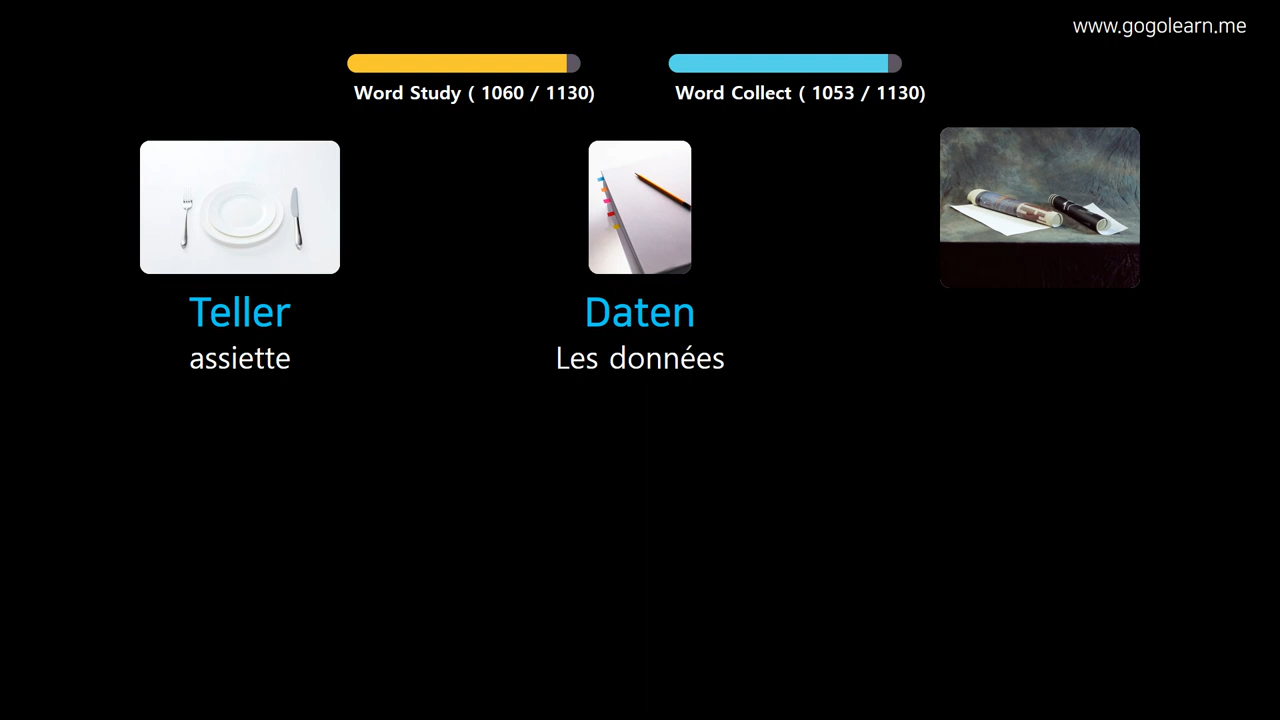 www.gogolearn.me
Word Study ( 1060 / 1130)
Word Collect ( 1053 / 1130)
Teller
assiette
Daten
Les données